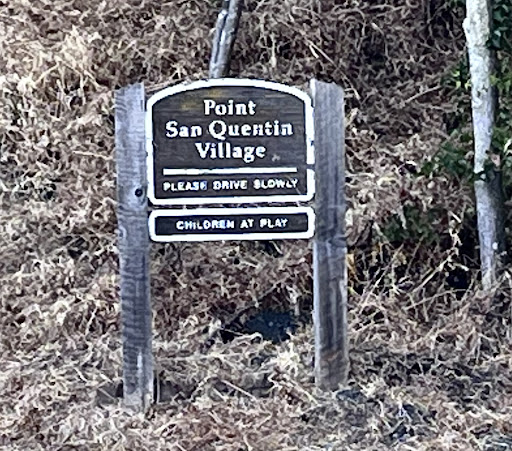 Point
San Quentin
Village
PLEASE DRIVE SLOWLY
CHILDREN AT PLAY